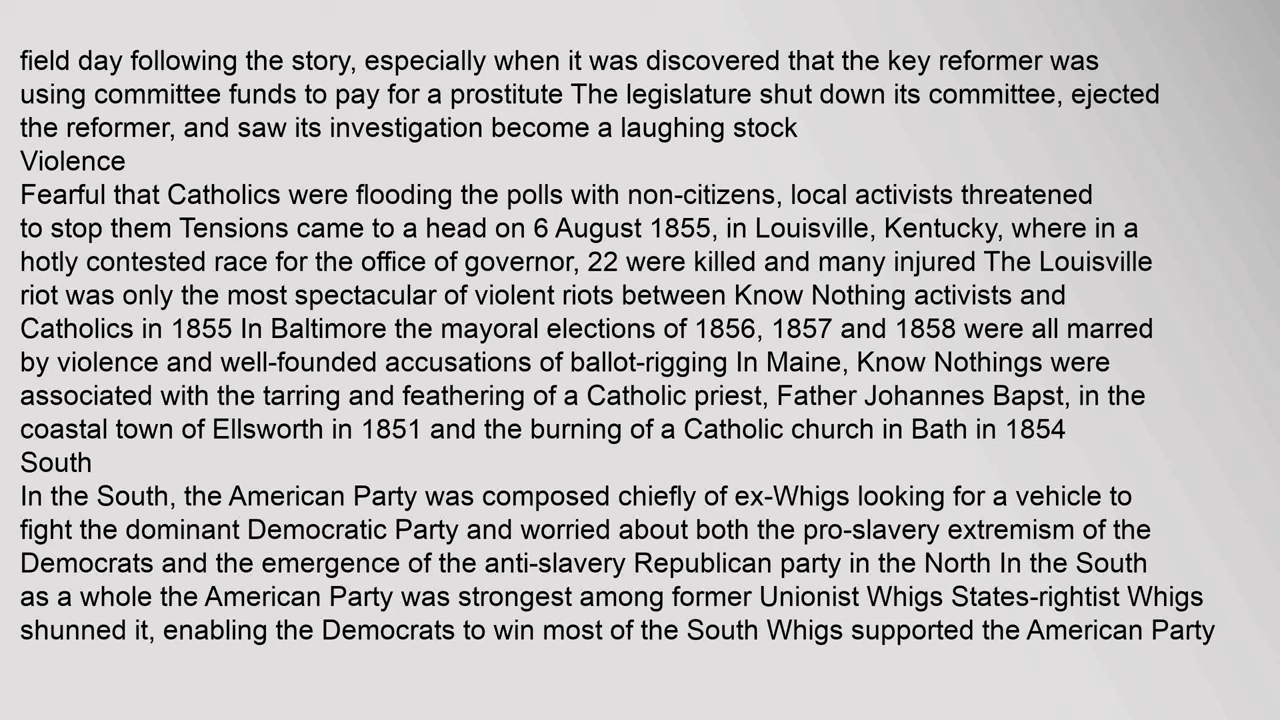 field day following the story, especially when it was discovered that the key reformer was
using committee funds to pay for a prostitute The legislature shut down its committee, ejected
the reformer, and saw its investigation become a laughing stock
Violence
Fearful that Catholics were flooding the polls with non-citizens, local activists threatened
to stop them Tensions came to a head on 6 August 1855, in Louisville, Kentucky, where in a
hotly contested race for the office of governor, 22 were killed and many injured The Louisville
riot was only the most spectacular of violent riots between Know Nothing activists and
Catholics in 1855 In Baltimore the mayoral elections of 1856, 1857 and 1858 were all marred
by violence and well-founded accusations of ballot-rigging In Maine, Know Nothings were
associated with the tarring and feathering of a Catholic priest, Father Johannes Bapst, in the
coastal town of Ellsworth in 1851 and the burning of a Catholic church in Bath in 1854
South
In the South, the American Party was composed chiefly of ex-Whigs looking for a vehicle to
fight the dominant Democratic Party and worried about both the pro-slavery extremism of the
Democrats and the emergence of the anti-slavery Republican party in the North In the South
as a whole the American Party was strongest among former Unionist Whigs States-rightist Whigs
shunned it, enabling the Democrats to win most of the South Whigs supported the American Party